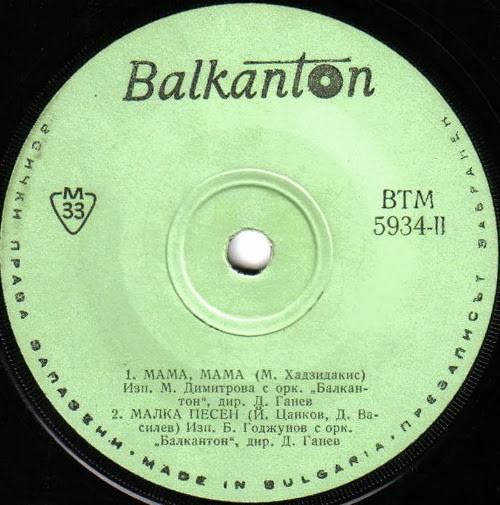 Balkanton
М
33
ВТМ
5934-II
1. МАМА, МАМА (М. Хадзидакис)
Изп. М. Димитрова с орк. „Балкан-
тон“, дир. Д. Ганев
2. МАЛКА ПЕСЕН (Й. Цанков, Д. Ва-
силев) Изп. Б. Годжунов с орк.
„Балкантон“, дир. Д. Ганев
ВСИЧКИ ПРАВА ЗАПАЗЕНИ · MADE IN BULGARIA · ПРЕЗАПИСЪТ ЗАБРАНЕН